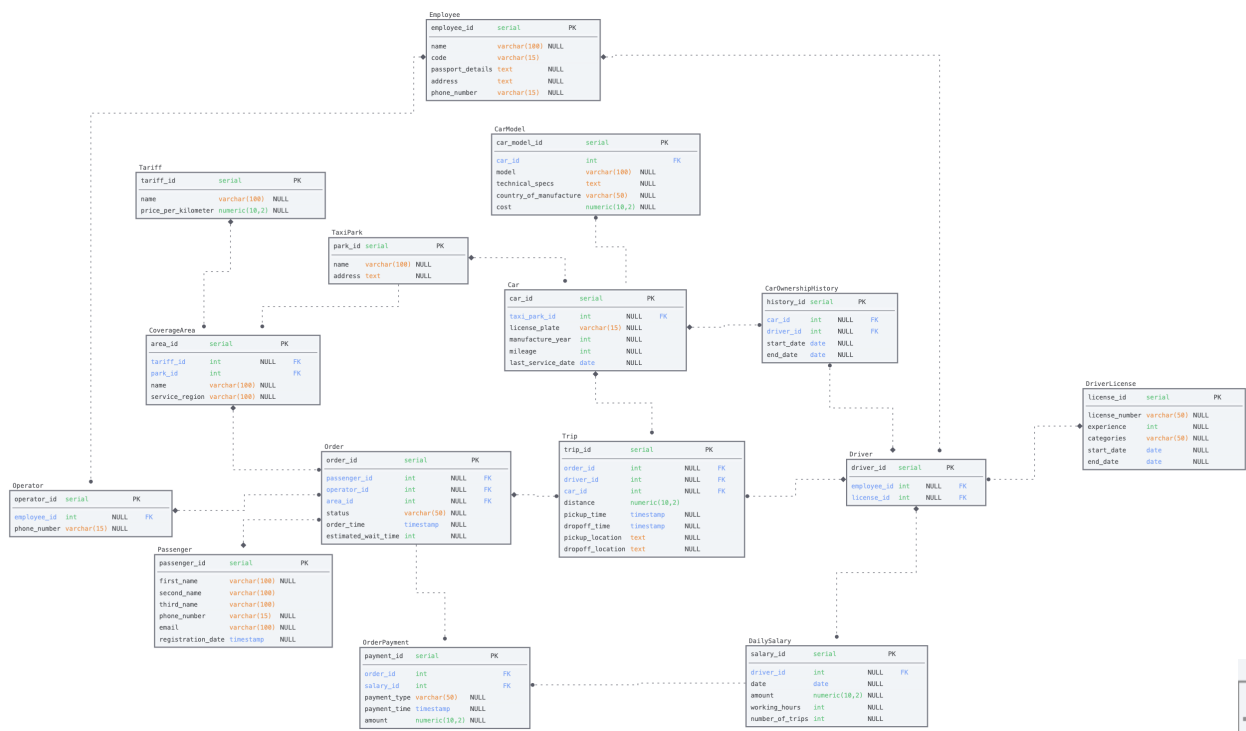 Employee
employee_id serial PK
name varchar(100) NULL
code varchar(15)
passport_details text NULL
address text NULL
phone_number varchar(15) NULL
CarModel
car_model_id serial PK
car_id int FK
model varchar(100) NULL
technical_specs text NULL
country_of_manufacture varchar(50) NULL
cost numeric(10,2) NULL
Tariff
tariff_id serial PK
name varchar(100) NULL
price_per_kilometer numeric(10,2) NULL
TaxiPark
park_id serial PK
name varchar(100) NULL
address text NULL
Car
car_id serial PK
taxi_park_id int NULL FK
license_plate varchar(15) NULL
manufacture_year int NULL
mileage int NULL
last_service_date date NULL
CarOwnershipHistory
history_id serial PK
car_id int NULL FK
driver_id int NULL FK
start_date date NULL
end_date date NULL
CoverageArea
area_id serial PK
tariff_id int NULL FK
park_id int FK
name varchar(100) NULL
service_region varchar(100) NULL
DriverLicense
license_id serial PK
license_number varchar(50) NULL
experience int NULL
categories varchar(50) NULL
start_date date NULL
end_date date NULL
Order
order_id serial PK
passenger_id int NULL FK
operator_id int NULL FK
area_id int NULL FK
status varchar(50) NULL
order_time timestamp NULL
estimated_wait_time int NULL
Trip
trip_id serial PK
order_id int NULL FK
driver_id int NULL FK
car_id int NULL FK
distance numeric(10,2)
pickup_time timestamp NULL
dropoff_time timestamp NULL
pickup_location text NULL
dropoff_location text NULL
Driver
driver_id serial PK
employee_id int NULL FK
license_id int NULL FK
Operator
operator_id serial PK
employee_id int NULL FK
phone_number varchar(15) NULL
Passenger
passenger_id serial PK
first_name varchar(100) NULL
second_name varchar(100)
third_name varchar(100)
phone_number varchar(15) NULL
email varchar(100) NULL
registration_date timestamp NULL
OrderPayment
payment_id serial PK
order_id int FK
salary_id int FK
payment_type varchar(50) NULL
payment_time timestamp NULL
amount numeric(10,2) NULL
DailySalary
salary_id serial PK
driver_id int NULL FK
date date NULL
amount numeric(10,2) NULL
working_hours int NULL
number_of_trips int NULL